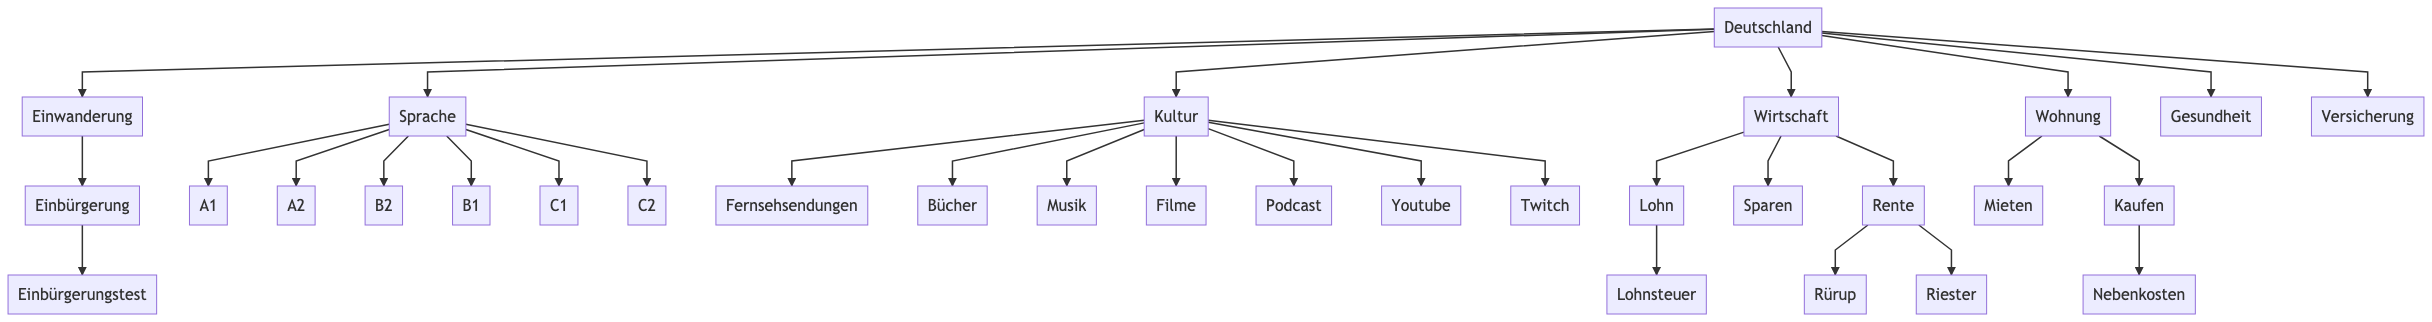 Deutschland
Einwanderung
Sprache
Kultur
Wirtschaft
Wohnung
Gesundheit
Versicherung
Einbürgerung
A1
A2
B2
B1
C1
C2
Fernsehsendungen
Bücher
Musik
Filme
Podcast
Youtube
Twitch
Lohn
Sparen
Rente
Mieten
Kaufen
Einbürgerungstest
Lohnsteuer
Rürup
Riester
Nebenkosten